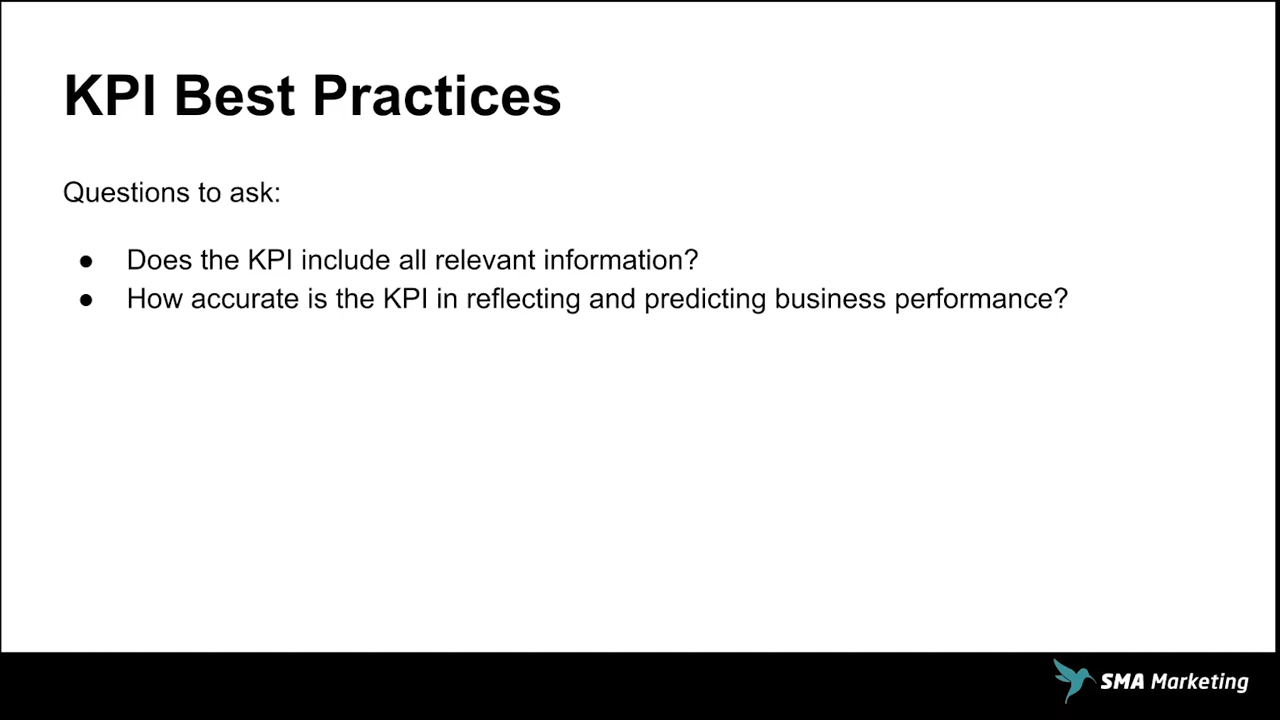 KPI Best Practices
Questions to ask:
● Does the KPI include all relevant information?
● How accurate is the KPI in reflecting and predicting business performance?
SMA Marketing